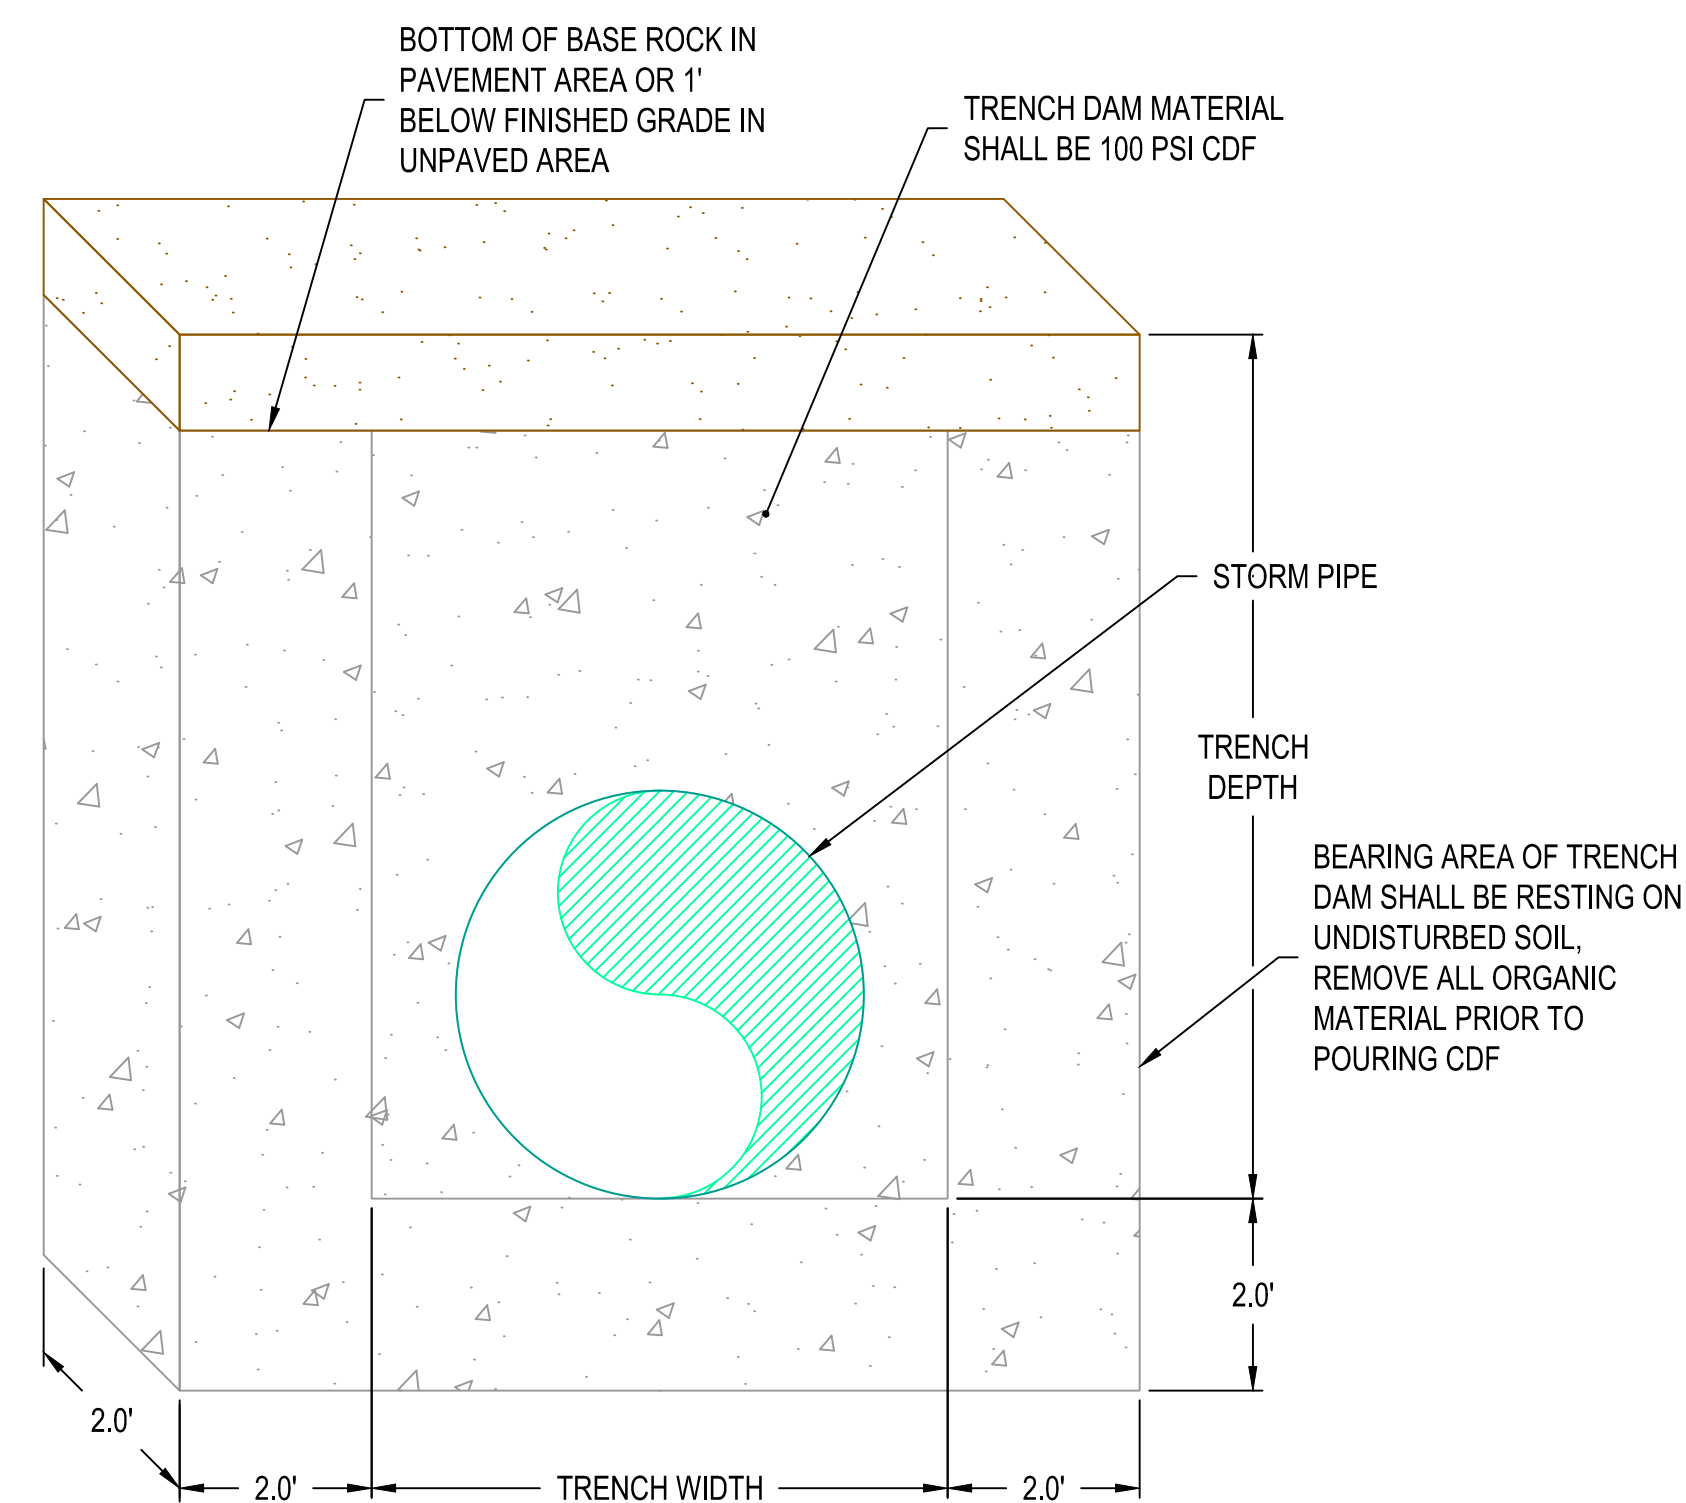 BOTTOM OF BASE ROCK IN
PAVEMENT AREA OR 1'
BELOW FINISHED GRADE IN
UNPAVED AREA
TRENCH DAM MATERIAL
SHALL BE 100 PSI CDF
STORM PIPE
TRENCH
DEPTH
BEARING AREA OF TRENCH
DAM SHALL BE RESTING ON
UNDISTURBED SOIL,
REMOVE ALL ORGANIC
MATERIAL PRIOR TO
POURING CDF
2.0'
2.0'
2.0'
TRENCH WIDTH
2.0'